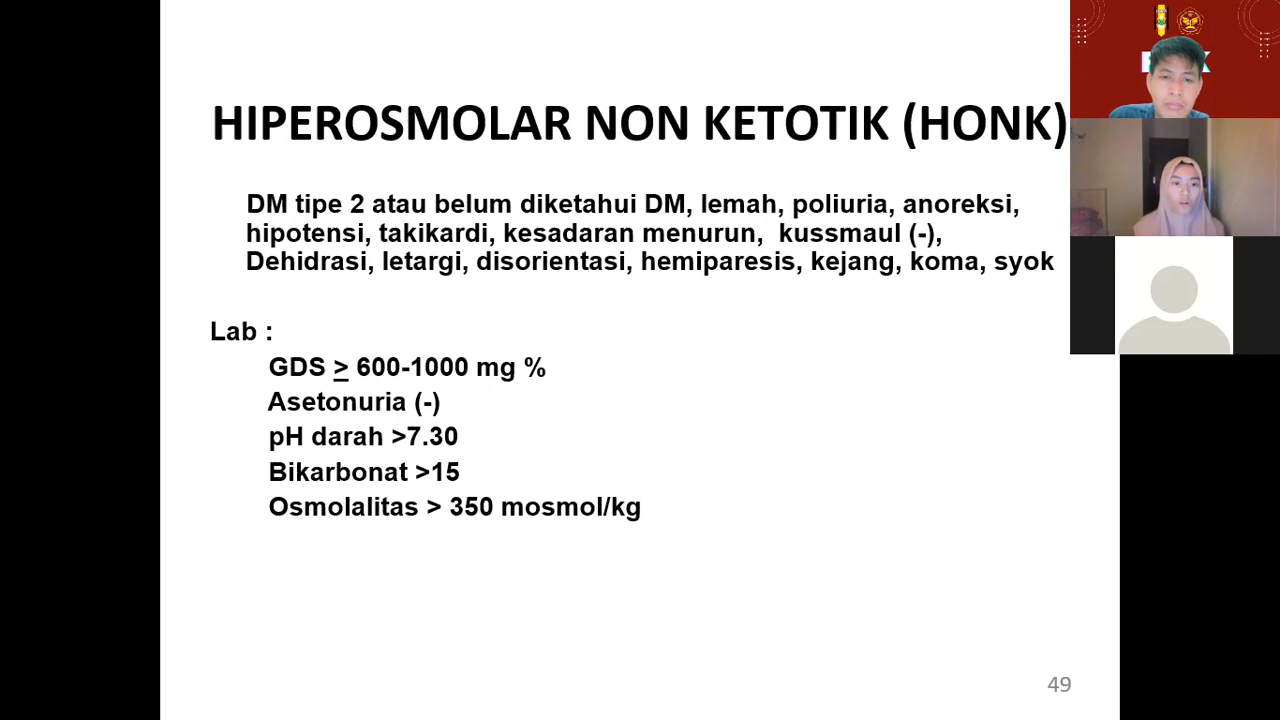 HIPEROSMOLAR NON KETOTIK (HONK)
DM tipe 2 atau belum diketahui DM, lemah, poliuria, anoreksi,
hipotensi, takikardi, kesadaran menurun, kussmaul (-),
Dehidrasi, letargi, disorientasi, hemiparesis, kejang, koma, syok
Lab :
GDS ≥ 600-1000 mg %
Asetonuria (-)
pH darah >7.30
Bikarbonat >15
Osmolalitas > 350 mosmol/kg
49